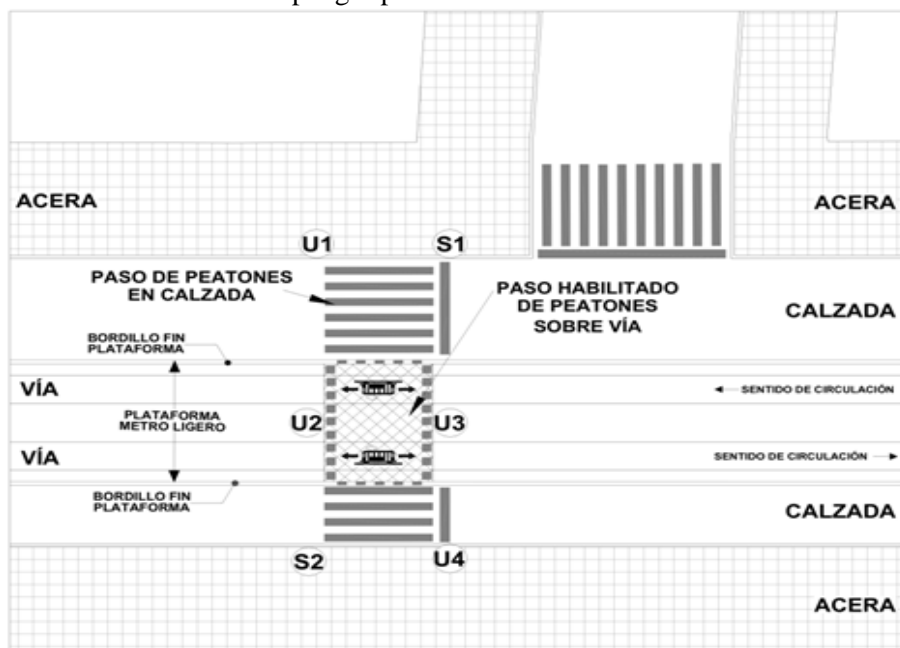 ACERA
ACERA
U1
S1
PASO DE PEATONES
EN CALZADA
PASO HABILITADO
DE PEATONES
SOBRE VÍA
CALZADA
BORDILLO FIN
PLATAFORMA
VÍA
SENTIDO DE CIRCULACIÓN
PLATAFORMA
METRO LIGERO
U2
U3
VÍA
SENTIDO DE CIRCULACIÓN
BORDILLO FIN
PLATAFORMA
CALZADA
S2
U4
ACERA